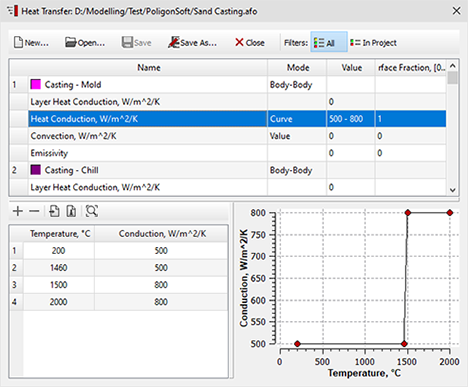 Heat Transfer: D:/Modelling/Test/PoligonSoft/Sand Casting.afo
New... Open... Save Save As... Close Filters: All In Project
Name Mode Value rface Fraction, [0..
1 Casting - Mold Body-Body
Layer Heat Conduction, W/m^2/K 0
Heat Conduction, W/m^2/K Curve 500 - 800 1
Convection, W/m^2/K Value 0 0
Emissivity 0 0
2 Casting - Chill Body-Body
Layer Heat Conduction, W/m^2/K 0
Temperature, °C Conduction, W/m^2/K
1 200 500
2 1460 500
3 1500 800
4 2000 800
Conduction, W/m^2/K
800
750
700
650
600
550
500
0 500 1000 1500 2000
Temperature, °C